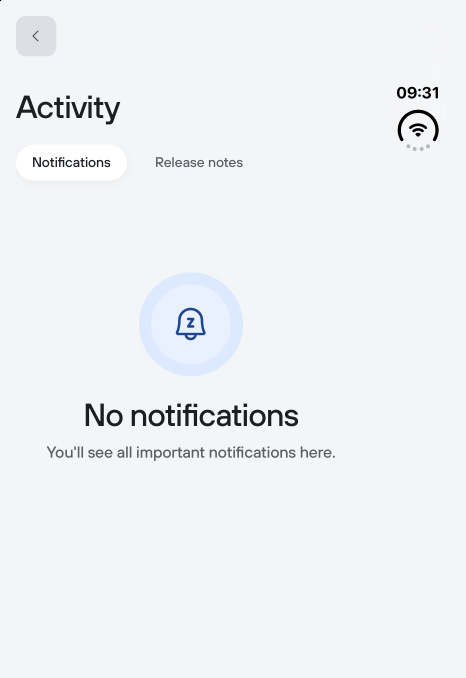 09:31
Activity
Notifications
Release notes
z
No notifications
You'll see all important notifications here.